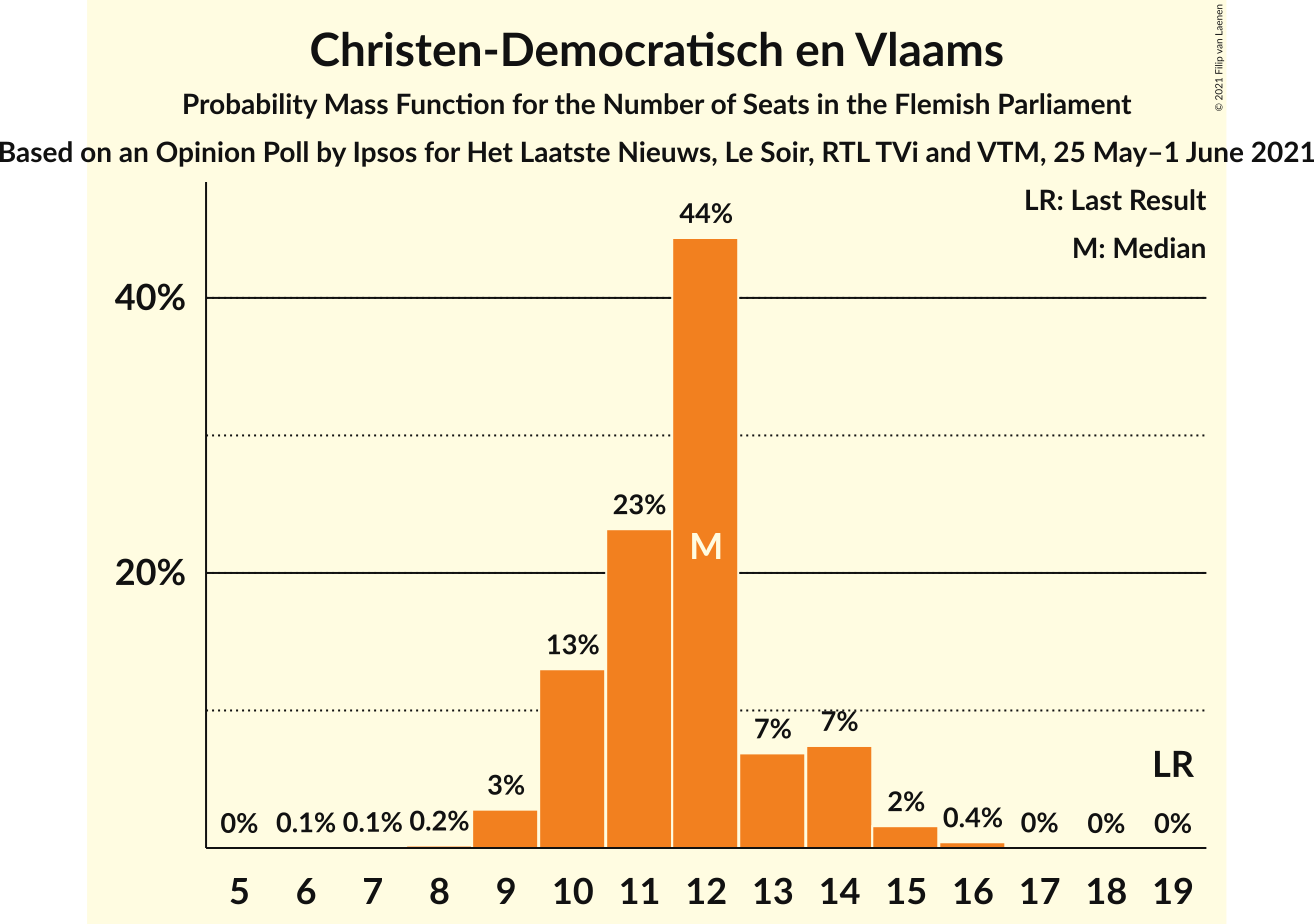 Christen-Democratisch en Vlaams
Probability Mass Function for the Number of Seats in the Flemish Parliament
Based on an Opinion Poll by Ipsos for Het Laatste Nieuws, Le Soir, RTL TVi and VTM, 25 May–1 June 2021
© 2021 Filip van Laenen
LR: Last Result
M: Median
40%
20%
0% 0.1% 0.1% 0.2% 3% 13% 23% 44% 7% 7% 2% 0.4% 0% 0% 0%
M
LR
5 6 7 8 9 10 11 12 13 14 15 16 17 18 19